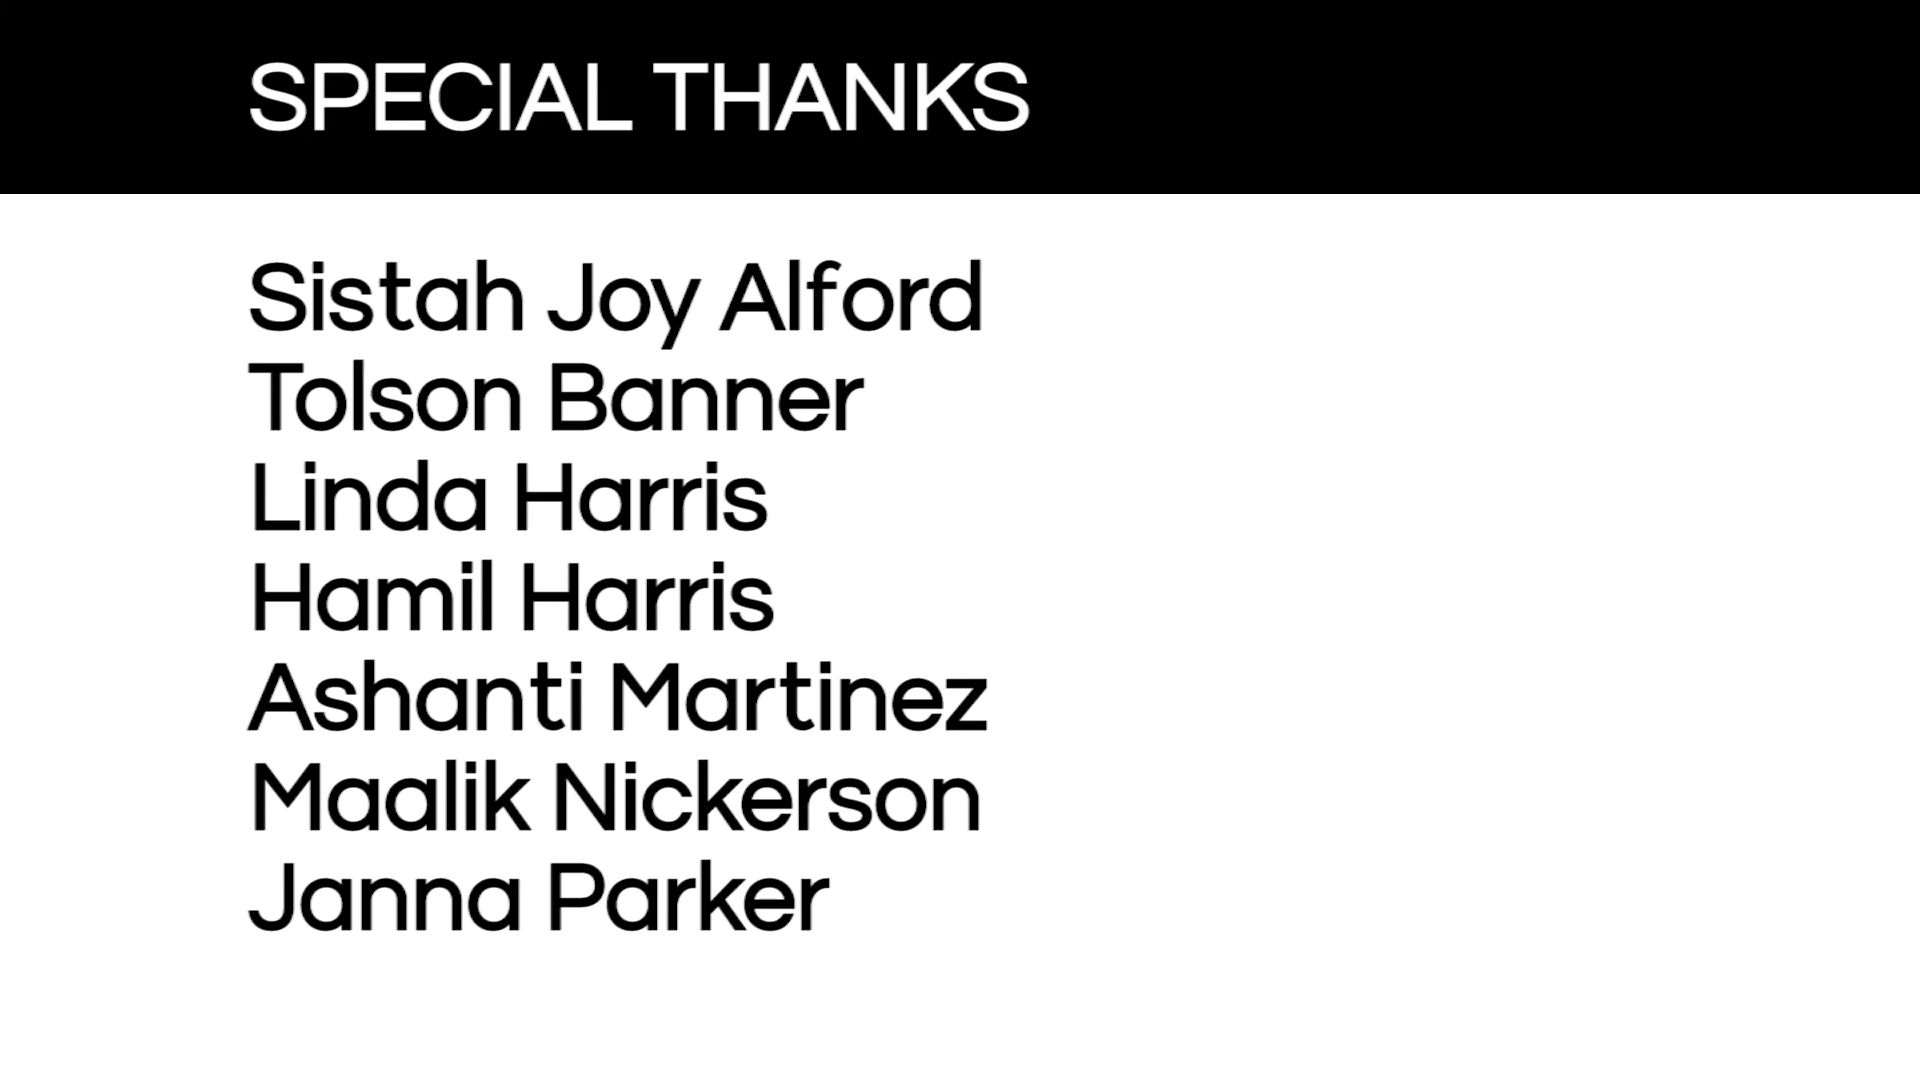 SPECIAL THANKS
Sistah Joy Alford
Tolson Banner
Linda Harris
Hamil Harris
Ashanti Martinez
Maalik Nickerson
Janna Parker